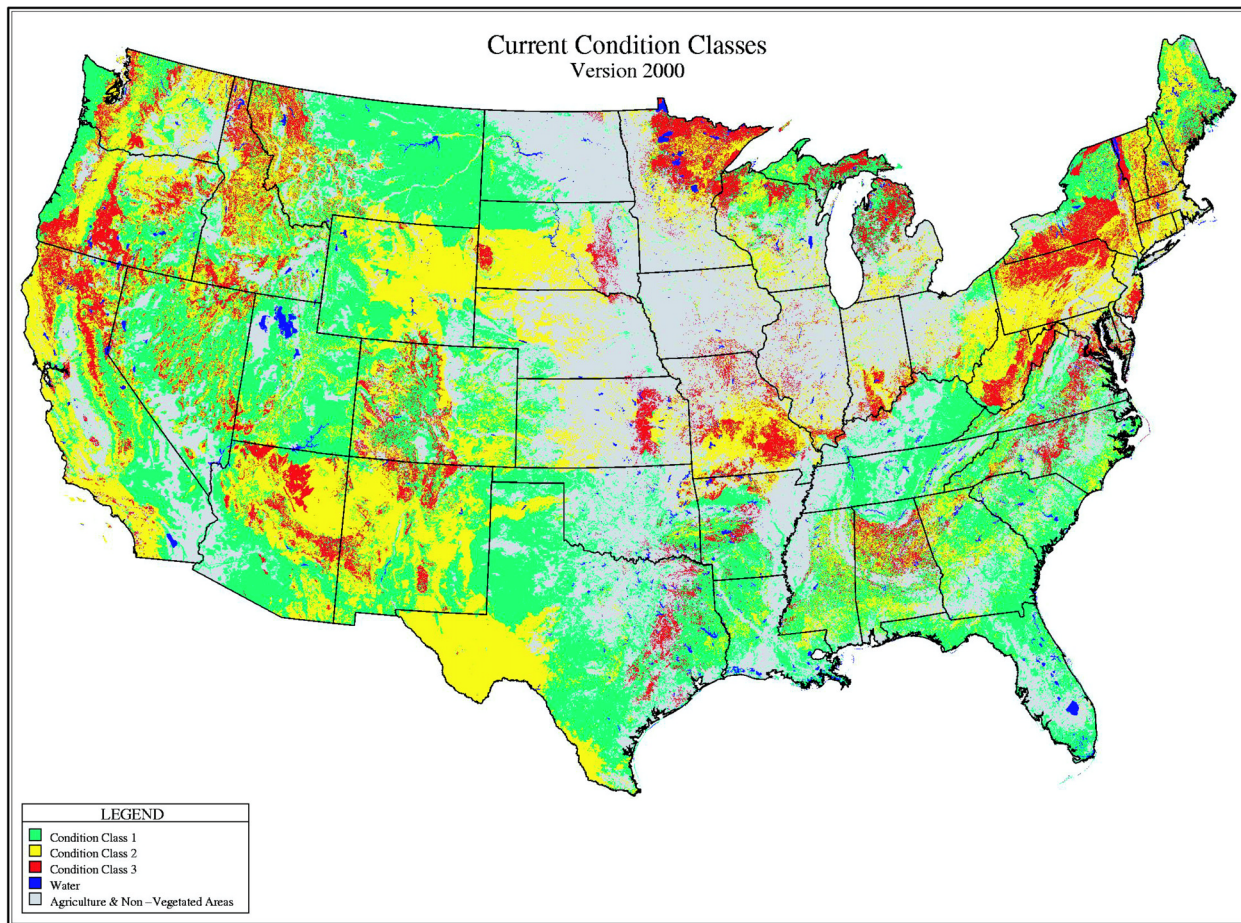 Current Condition Classes
Version 2000
LEGEND
Condition Class 1
Condition Class 2
Condition Class 3
Water
Agriculture & Non-Vegetated Areas